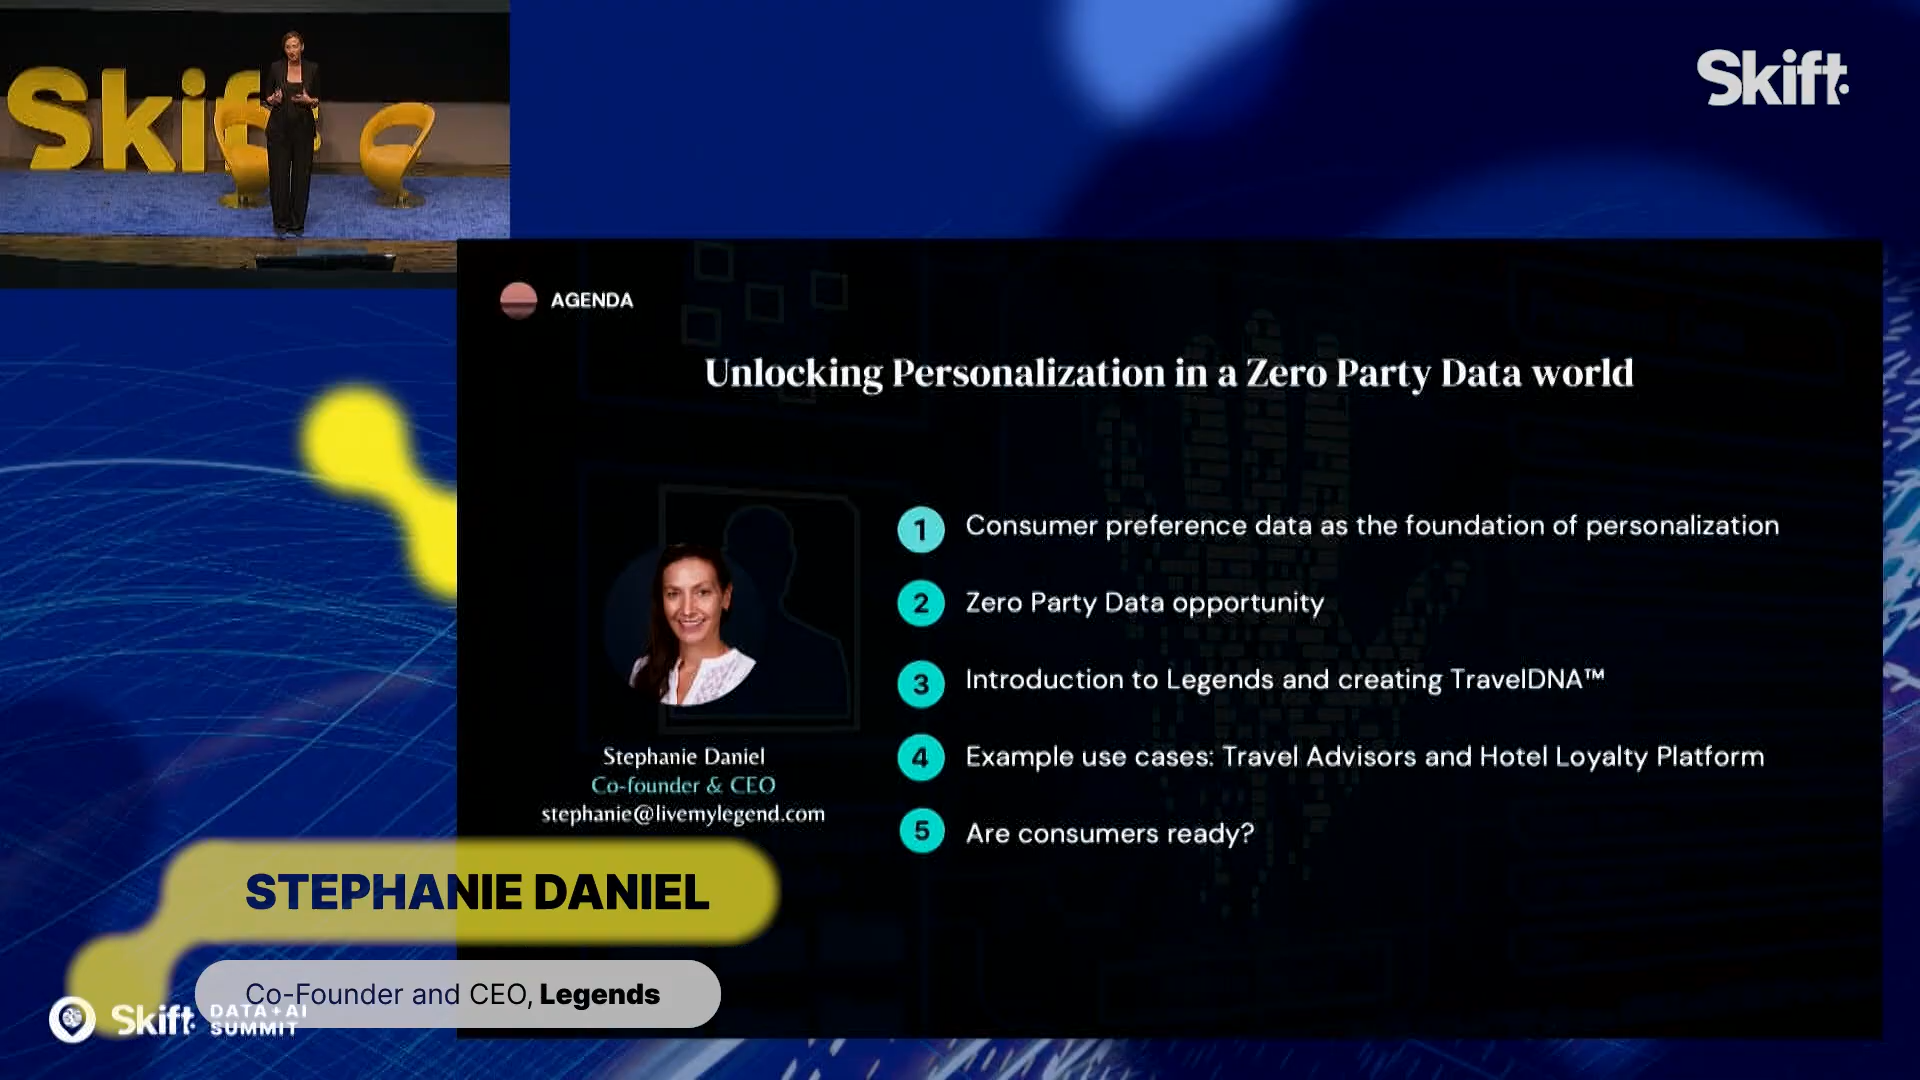 Skift
Skift
AGENDA
Unlocking Personalization in a Zero Party Data world
1 Consumer preference data as the foundation of personalization
2 Zero Party Data opportunity
3 Introduction to Legends and creating TravelDNA™
4 Example use cases: Travel Advisors and Hotel Loyalty Platform
5 Are consumers ready?
Stephanie Daniel
Co-founder & CEO
stephanie@livemylegend.com
STEPHANIE DANIEL
Co-Founder and CEO, Legends
Skift DATA+AI
SUMMIT